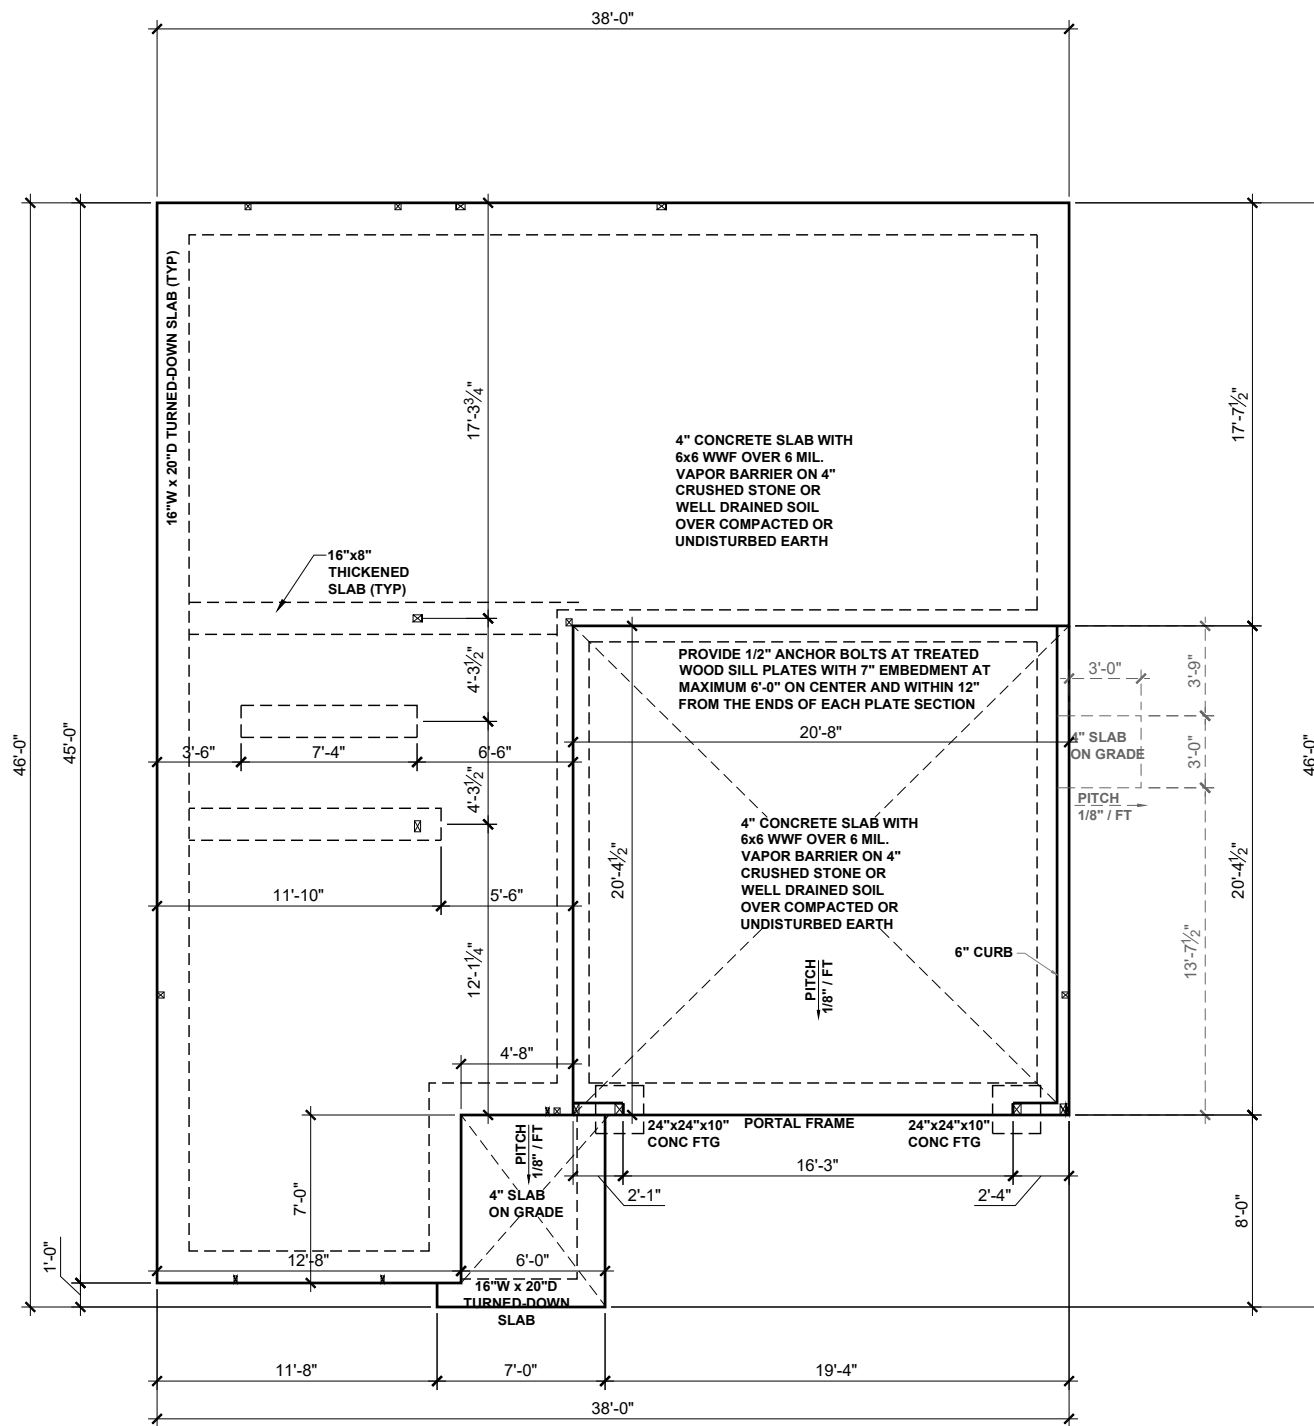 38'-0"
16"W x 20"D TURNED-DOWN SLAB (TYP)
17'-3¾"
17'-7½"
4" CONCRETE SLAB WITH
6x6 WWF OVER 6 MIL.
VAPOR BARRIER ON 4"
CRUSHED STONE OR
WELL DRAINED SOIL
OVER COMPACTED OR
UNDISTURBED EARTH
16"x8"
THICKENED
SLAB (TYP)
PROVIDE 1/2" ANCHOR BOLTS AT TREATED
WOOD SILL PLATES WITH 7" EMBEDMENT AT
MAXIMUM 6'-0" ON CENTER AND WITHIN 12"
FROM THE ENDS OF EACH PLATE SECTION
4'-3½"
3'-0"
3'-9"
46'-0"
45'-0"
3'-6"
7'-4"
6'-6"
20'-8"
4" SLAB
ON GRADE
3'-0"
46'-0"
4'-3½"
PITCH
1/8" / FT
4" CONCRETE SLAB WITH
6x6 WWF OVER 6 MIL.
VAPOR BARRIER ON 4"
CRUSHED STONE OR
WELL DRAINED SOIL
OVER COMPACTED OR
UNDISTURBED EARTH
20'-4½"
20'-4½"
11'-10"
5'-6"
12'-1¼"
6" CURB
13'-7½"
PITCH
1/8" / FT
4'-8"
24"x24"x10"
CONC FTG
PORTAL FRAME
24"x24"x10"
CONC FTG
PITCH
1/8" / FT
16'-3"
7'-0"
4" SLAB
ON GRADE
2'-1"
2'-4"
8'-0"
1'-0"
12'-8"
6'-0"
16"W x 20"D
TURNED-DOWN
SLAB
11'-8"
7'-0"
19'-4"
38'-0"